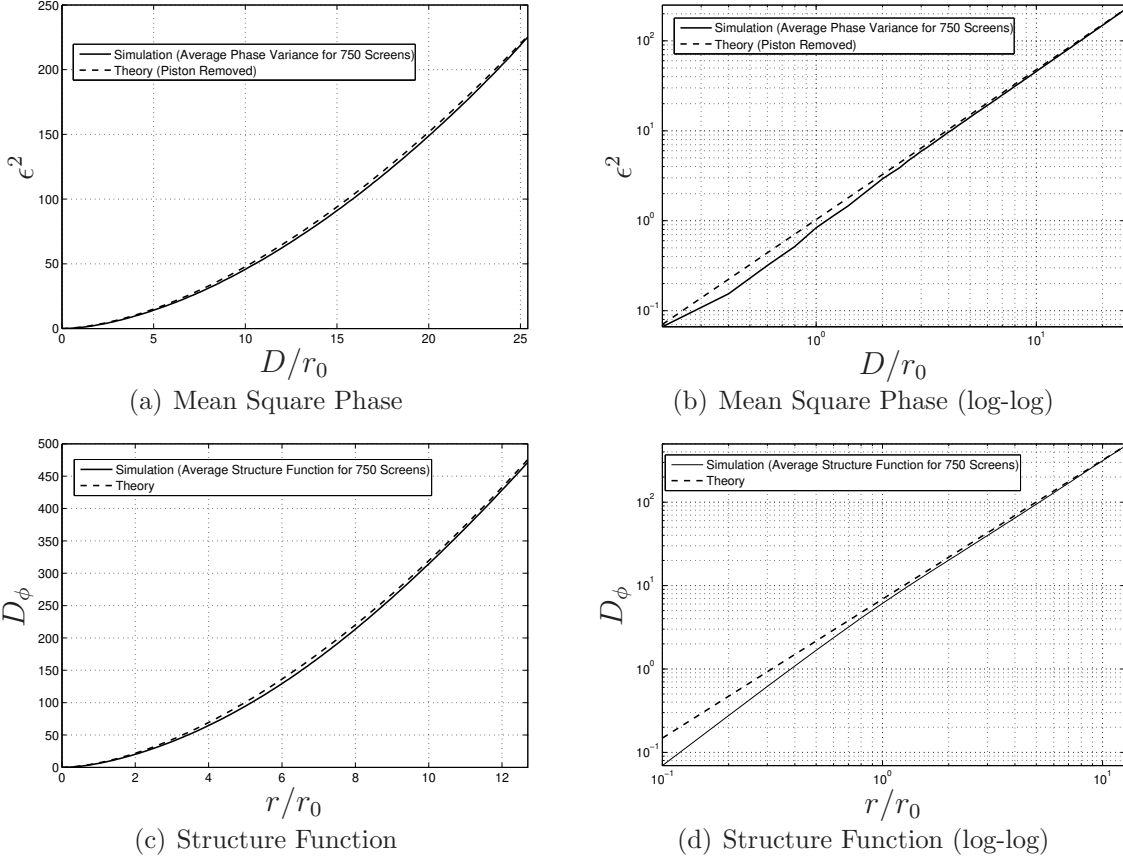 250
200
150
100
50
0
ϵ²
Simulation (Average Phase Variance for 750 Screens)
Theory (Piston Removed)
0 5 10 15 20 25
D/r₀
(a) Mean Square Phase
10²
10¹
10⁰
10⁻¹
ϵ²
Simulation (Average Phase Variance for 750 Screens)
Theory (Piston Removed)
10⁰ 10¹
D/r₀
(b) Mean Square Phase (log-log)
500
450
400
350
300
250
200
150
100
50
0
D_ϕ
Simulation (Average Structure Function for 750 Screens)
Theory
0 2 4 6 8 10 12
r/r₀
(c) Structure Function
10²
10¹
10⁰
10⁻¹
D_ϕ
Simulation (Average Structure Function for 750 Screens)
Theory
10⁻¹ 10⁰ 10¹
r/r₀
(d) Structure Function (log-log)